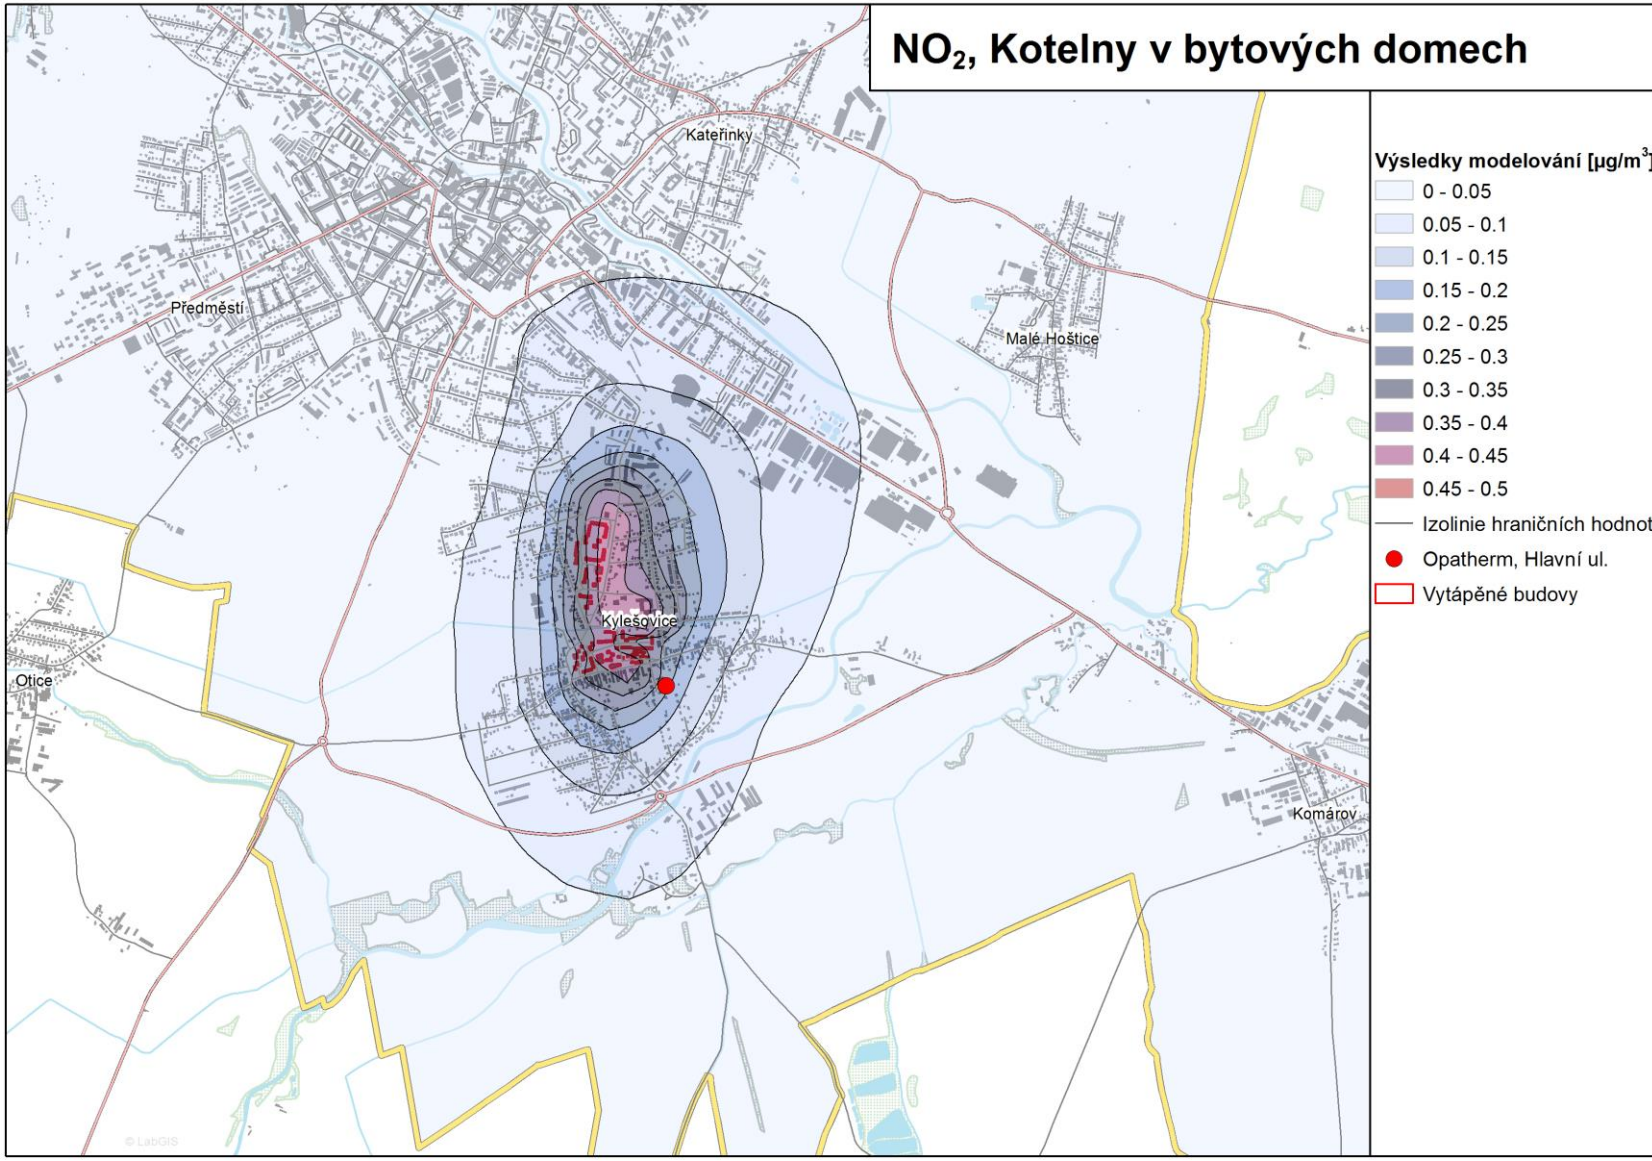 NO₂, Kotelny v bytových domech
Výsledky modelování [µg/m³]
0 - 0.05
0.05 - 0.1
0.1 - 0.15
0.15 - 0.2
0.2 - 0.25
0.25 - 0.3
0.3 - 0.35
0.35 - 0.4
0.4 - 0.45
0.45 - 0.5
Izolinie hraničních hodnot
Opatherm, Hlavní ul.
Vytápěné budovy
Kateřinky
Předměstí
Malé Hoštice
Kylešovice
Otice
Komárov
© LabGIS